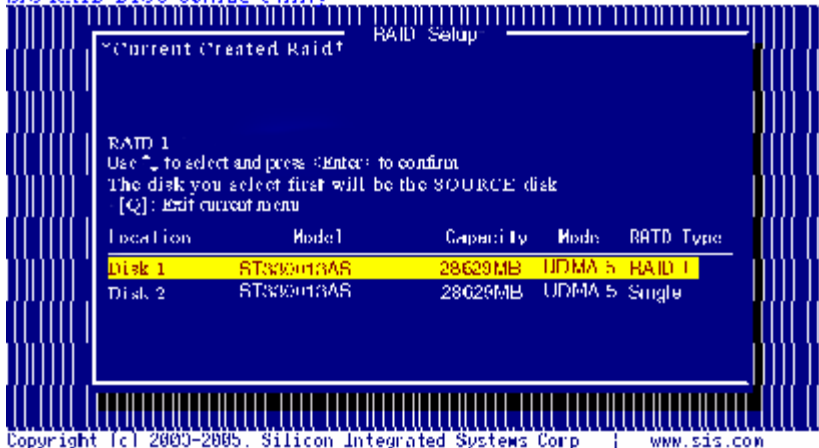 RAID Setup
*Current Created Raid*
RAID 1
Use to select and press <Enter> to confirm
The disk you select first will be the SOURCE disk
[Q]: Exit current menu
Location Model Capacity Mode RAID Type
Disk 1 ST330013AS 28629MB UDMA 5 RAID 1
Disk 2 ST330013AS 28629MB UDMA 5 Single
Copyright (c) 2003-2005. Silicon Integrated Systems Corp | www.sis.com